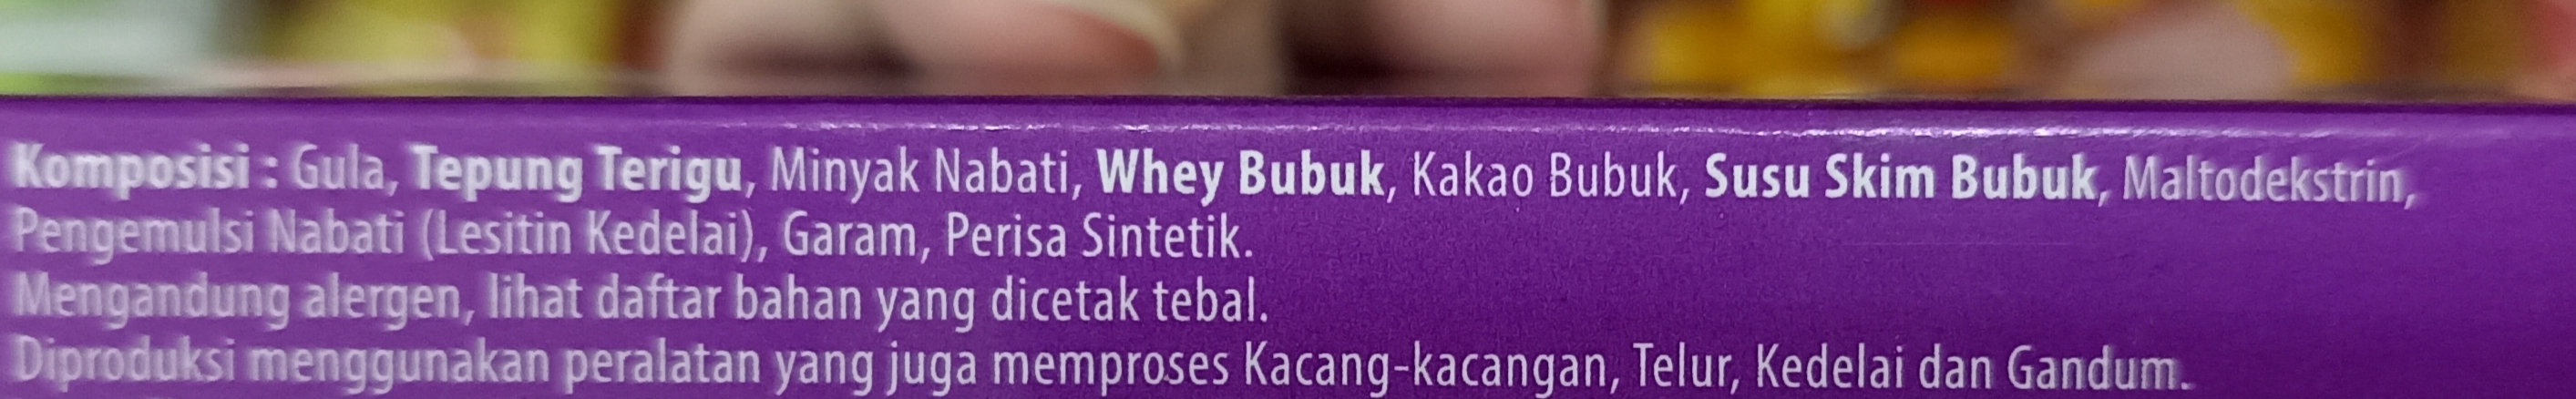 Komposisi : Gula, Tepung Terigu, Minyak Nabati, Whey Bubuk, Kakao Bubuk, Susu Skim Bubuk, Maltodekstrin,
Pengemulsi Nabati (Lesitin Kedelai), Garam, Perisa Sintetik.
Mengandung alergen, lihat daftar bahan yang dicetak tebal.
Diproduksi menggunakan peralatan yang juga memproses Kacang-kacangan, Telur, Kedelai dan Gandum.